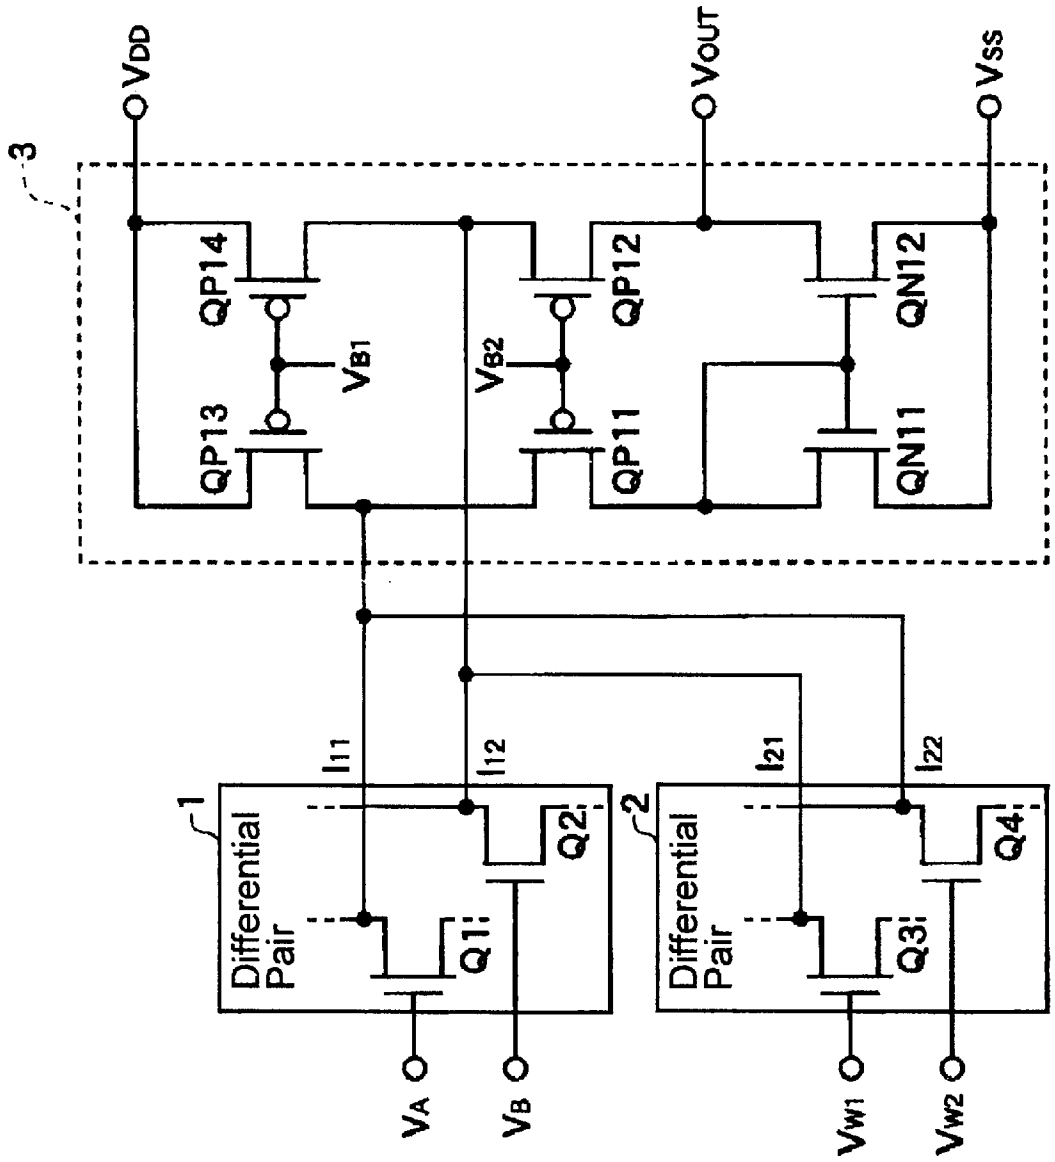 3
VDD
VOUT
VSS
QP14
QP12
QN12
VB1
VB2
QP13
QP11
QN11
I11
I12
I21
I22
1
2
Differential
Pair
Q1
Q2
Differential
Pair
Q3
Q4
VA
VB
VW1
VW2